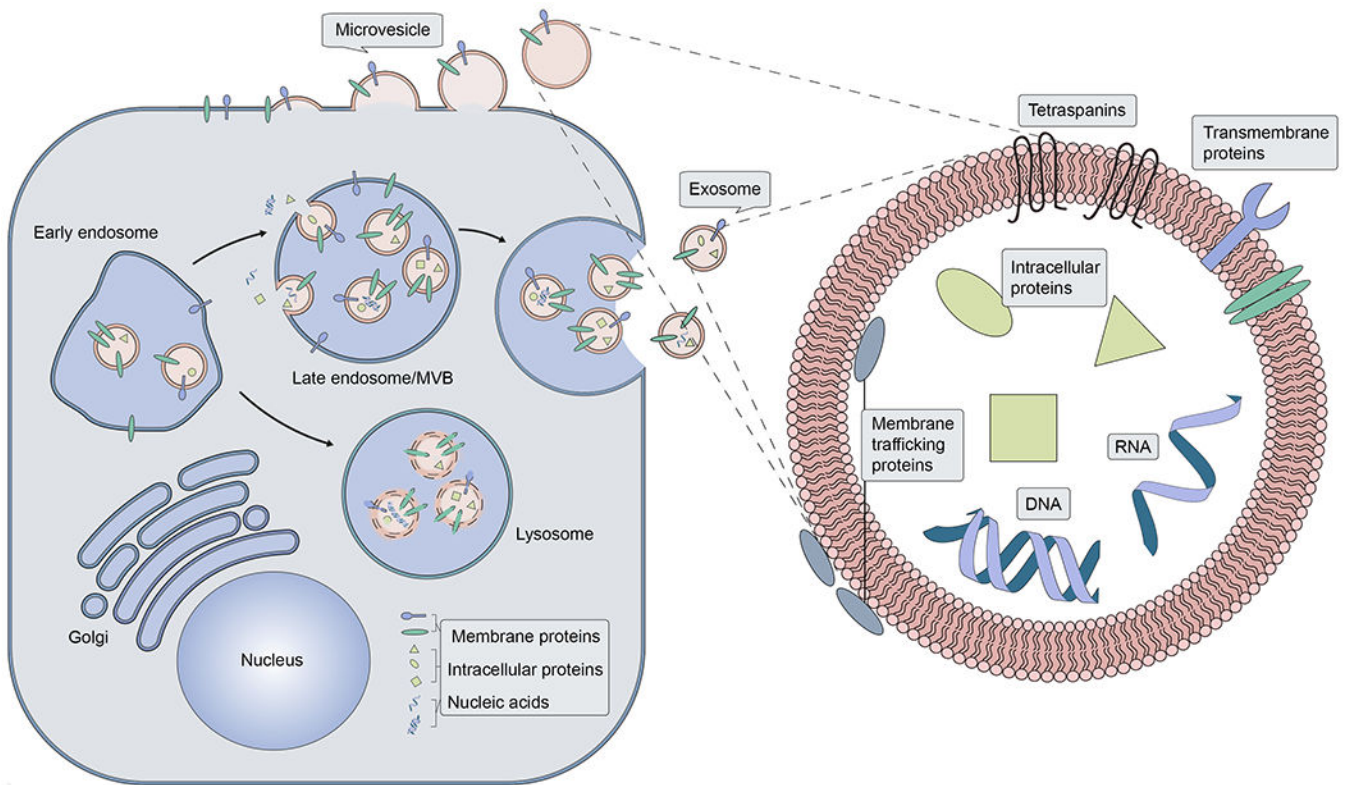 Microvesicle
Tetraspanins
Transmembrane
proteins
Exosome
Early endosome
Intracellular
proteins
Late endosome/MVB
Membrane
trafficking
proteins
RNA
DNA
Lysosome
Golgi
Nucleus
Membrane proteins
Intracellular proteins
Nucleic acids